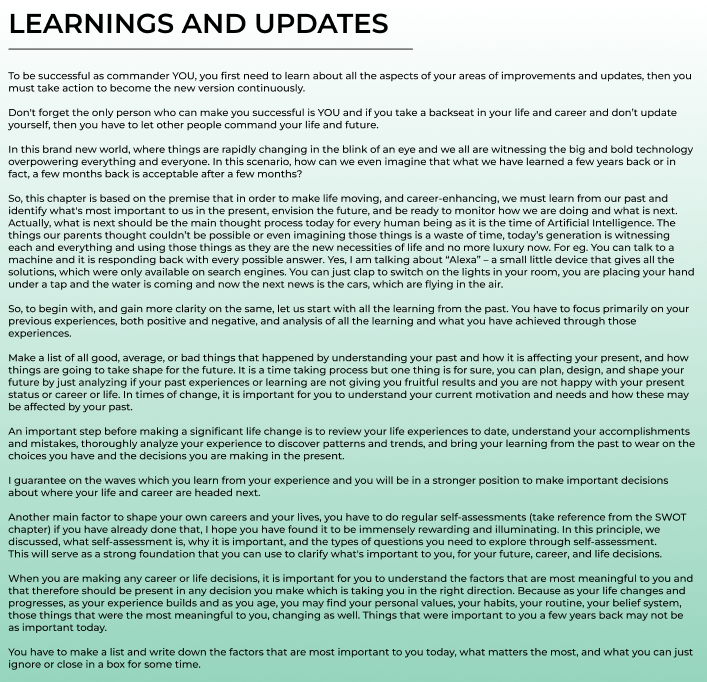 LEARNINGS AND UPDATES
To be successful as commander YOU, you first need to learn about all the aspects of your areas of improvements and updates, then you
must take action to become the new version continuously.
Don't forget the only person who can make you successful is YOU and if you take a backseat in your life and career and don't update
yourself, then you have to let other people command your life and future.
In this brand new world, where things are rapidly changing in the blink of an eye and we all are witnessing the big and bold technology
overpowering everything and everyone. In this scenario, how can we even imagine that what we have learned a few years back or in
fact, a few months back is acceptable after a few months?
So, this chapter is based on the premise that in order to make life moving, and career-enhancing, we must learn from our past and
identify what's most important to us in the present, envision the future, and be ready to monitor how we are doing and what is next.
Actually, what is next should be the main thought process today for every human being as it is the time of Artificial Intelligence. The
things our parents thought couldn't be possible or even imagining those things is a waste of time, today's generation is witnessing
each and everything and using those things as they are the new necessities of life and no more luxury now. For eg. You can talk to a
machine and it is responding back with every possible answer. Yes, I am talking about “Alexa” – a small little device that gives all the
solutions, which were only available on search engines. You can just clap to switch on the lights in your room, you are placing your hand
under a tap and the water is coming and now the next news is the cars, which are flying in the air.
So, to begin with, and gain more clarity on the same, let us start with all the learning from the past. You have to focus primarily on your
previous experiences, both positive and negative, and analysis of all the learning and what you have achieved through those
experiences.
Make a list of all good, average, or bad things that happened by understanding your past and how it is affecting your present, and how
things are going to take shape for the future. It is a time taking process but one thing is for sure, you can plan, design, and shape your
future by just analyzing if your past experiences or learning are not giving you fruitful results and you are not happy with your present
status or career or life. In times of change, it is important for you to understand your current motivation and needs and how these may
be affected by your past.
An important step before making a significant life change is to review your life experiences to date, understand your accomplishments
and mistakes, thoroughly analyze your experience to discover patterns and trends, and bring your learning from the past to wear on the
choices you have and the decisions you are making in the present.
I guarantee on the waves which you learn from your experience and you will be in a stronger position to make important decisions
about where your life and career are headed next.
Another main factor to shape your own careers and your lives, you have to do regular self-assessments (take reference from the SWOT
chapter) if you have already done that, I hope you have found it to be immensely rewarding and illuminating. In this principle, we
discussed, what self-assessment is, why it is important, and the types of questions you need to explore through self-assessment.
This will serve as a strong foundation that you can use to clarify what's important to you, for your future, career, and life decisions.
When you are making any career or life decisions, it is important for you to understand the factors that are most meaningful to you and
that therefore should be present in any decision you make which is taking you in the right direction. Because as your life changes and
progresses, as your experience builds and as you age, you may find your personal values, your habits, your routine, your belief system,
those things that were the most meaningful to you, changing as well. Things that were important to you a few years back may not be
as important today.
You have to make a list and write down the factors that are most important to you today, what matters the most, and what you can just
ignore or close in a box for some time.